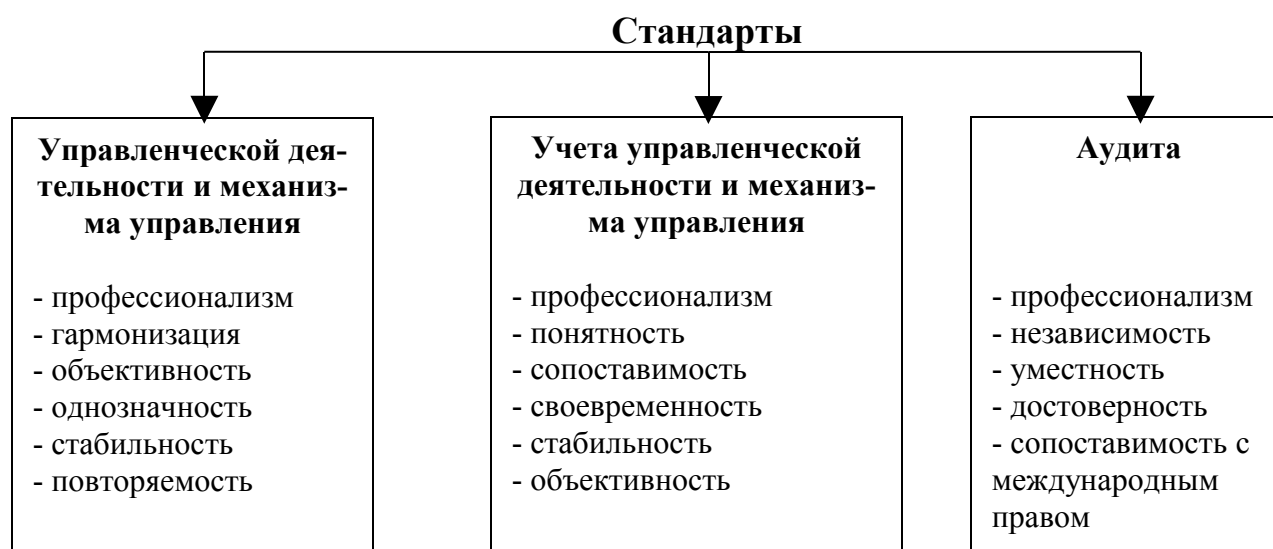 Стандарты
Управленческой дея-
тельности и механиз-
ма управления
- профессионализм
- гармонизация
- объективность
- однозначность
- стабильность
- повторяемость
Учета управленческой
деятельности и механиз-
ма управления
- профессионализм
- понятность
- сопоставимость
- своевременность
- стабильность
- объективность
Аудита
- профессионализм
- независимость
- уместность
- достоверность
- сопоставимость с
международным
правом